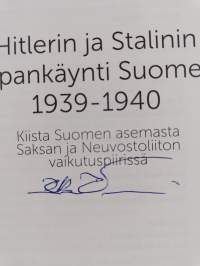 Hitlerin ja Stalinin
pankäynti Suome
1939-1940
Kiista Suomen asemasta
Saksan ja Neuvostoliiton
vaikutuspiirissä